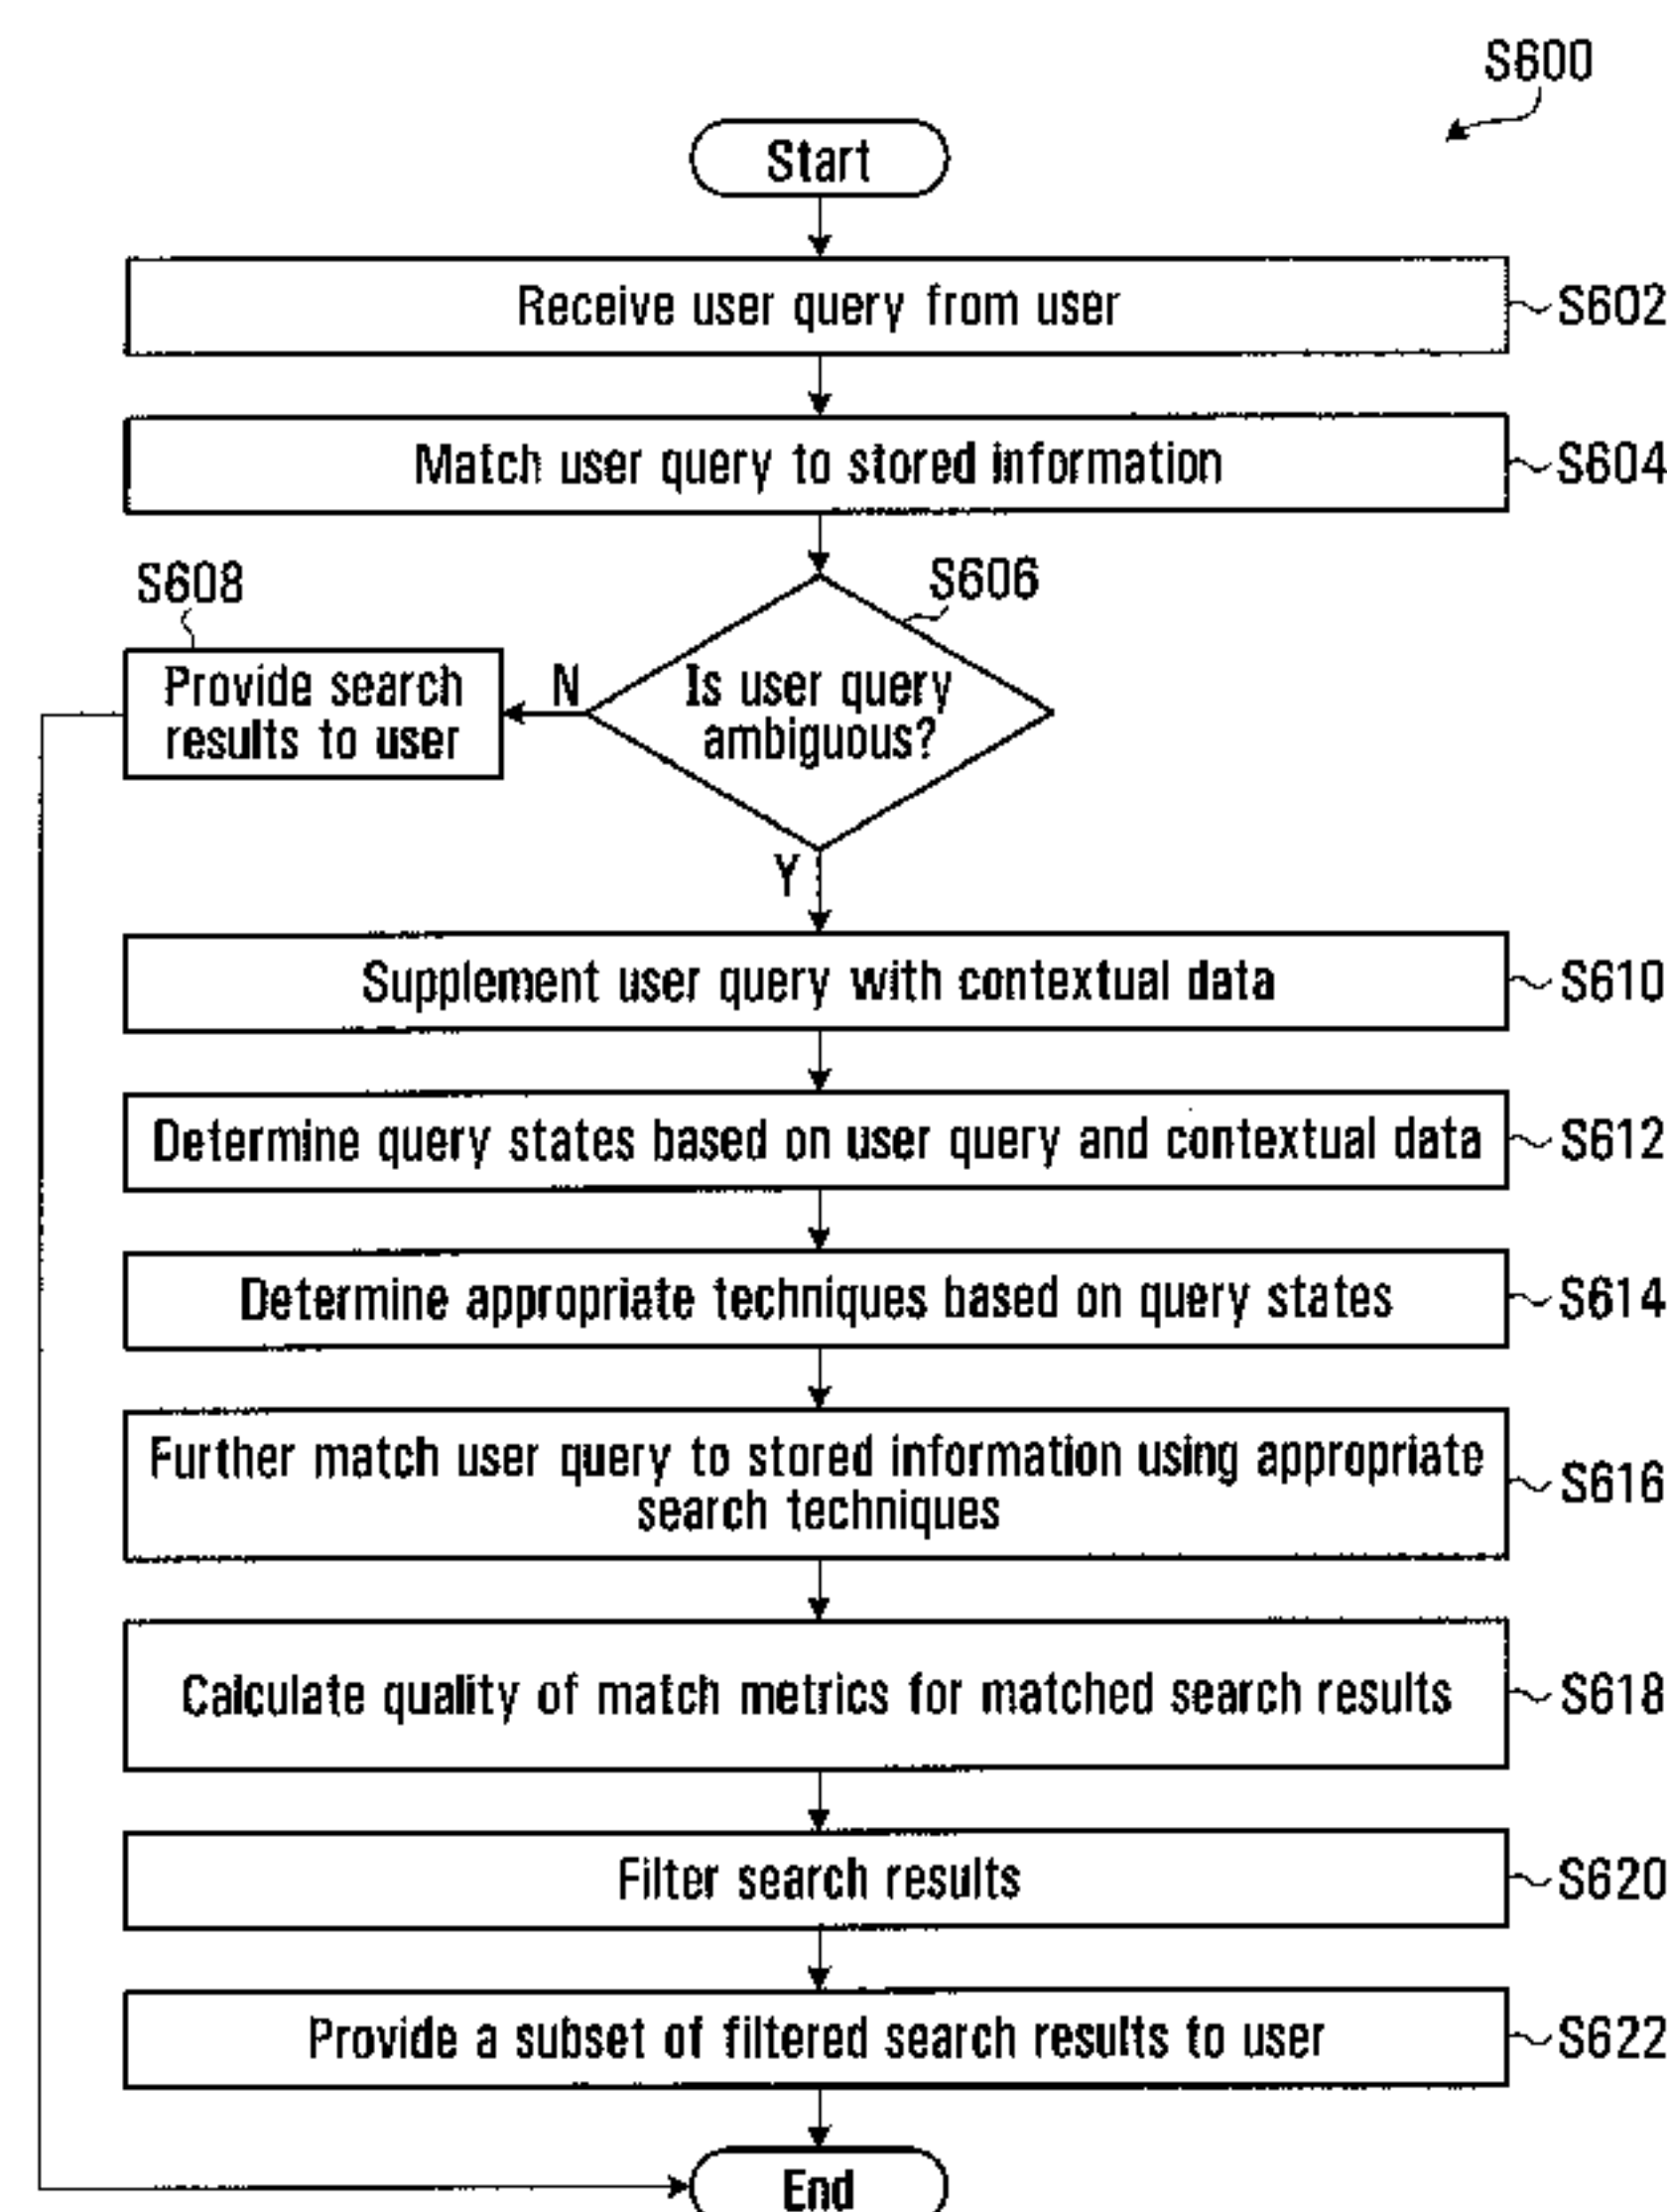 S600
Start
Receive user query from user
S602
Match user query to stored information
S604
S606
S608
Is user query
ambiguous?
N
Provide search
results to user
Y
Supplement user query with contextual data
S610
Determine query states based on user query and contextual data
S612
Determine appropriate techniques based on query states
S614
Further match user query to stored information using appropriate
search techniques
S616
Calculate quality of match metrics for matched search results
S618
Filter search results
S620
Provide a subset of filtered search results to user
S622
End